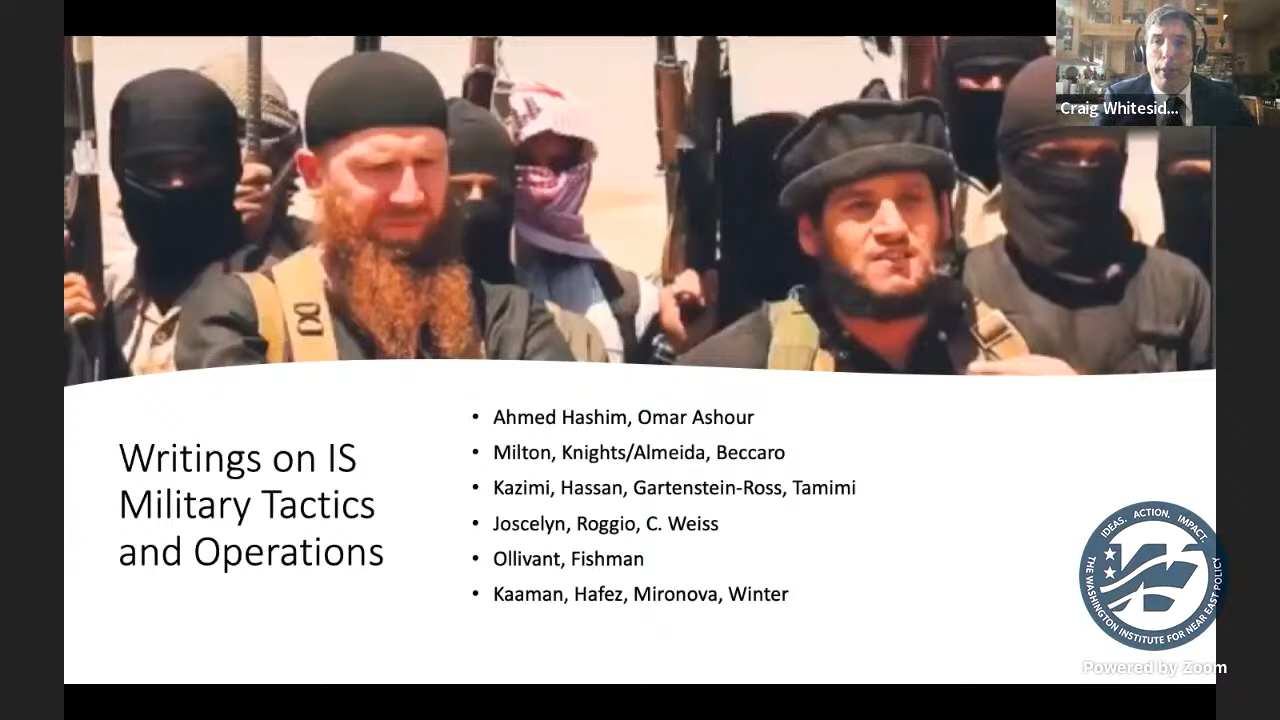 Craig Whitesid...
Writings on IS
Military Tactics
and Operations
• Ahmed Hashim, Omar Ashour
• Milton, Knights/Almeida, Beccaro
• Kazimi, Hassan, Gartenstein-Ross, Tamimi
• Joscelyn, Roggio, C. Weiss
• Ollivant, Fishman
• Kaaman, Hafez, Mironova, Winter
IDEAS. ACTION. IMPACT.
THE WASHINGTON INSTITUTE FOR NEAR EAST POLICY
Powered by Zoom